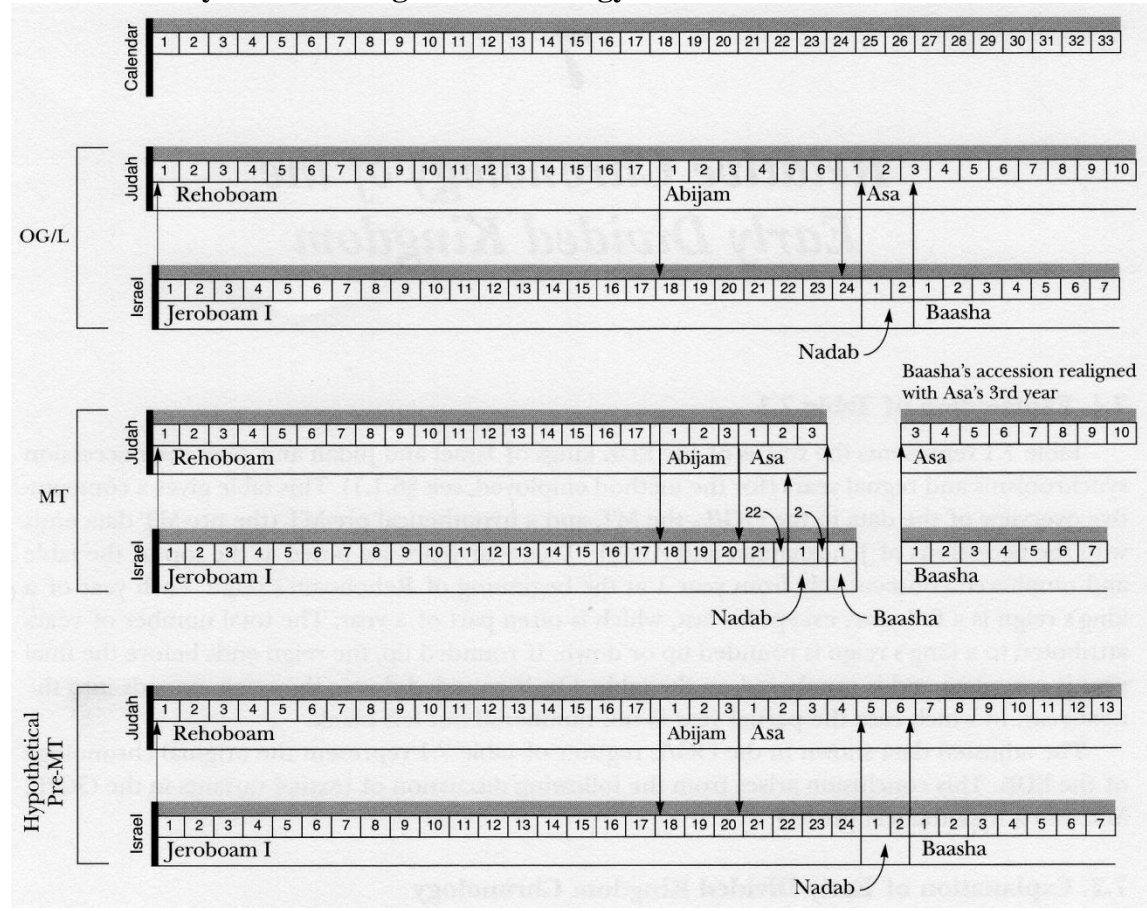 Calendar
1 2 3 4 5 6 7 8 9 10 11 12 13 14 15 16 17 18 19 20 21 22 23 24 25 26 27 28 29 30 31 32 33
OG/L
Judah
1 2 3 4 5 6 7 8 9 10 11 12 13 14 15 16 17 1 2 3 4 5 6 1 2 3 4 5 6 7 8 9 10
Rehoboam Abijam Asa
Israel
1 2 3 4 5 6 7 8 9 10 11 12 13 14 15 16 17 18 19 20 21 22 23 24 1 2 1 2 3 4 5 6 7
Jeroboam I Baasha
Nadab
Baasha's accession realigned
with Asa's 3rd year
MT
Judah
1 2 3 4 5 6 7 8 9 10 11 12 13 14 15 16 17 1 2 3 1 2 3 3 4 5 6 7 8 9 10
Rehoboam Abijam Asa Asa
22 2
Israel
1 2 3 4 5 6 7 8 9 10 11 12 13 14 15 16 17 18 19 20 21 1 1 1 2 3 4 5 6 7
Jeroboam I Baasha
Nadab Baasha
Hypothetical
Pre-MT
Judah
1 2 3 4 5 6 7 8 9 10 11 12 13 14 15 16 17 1 2 3 1 2 3 4 5 6 7 8 9 10 11 12 13
Rehoboam Abijam Asa
Israel
1 2 3 4 5 6 7 8 9 10 11 12 13 14 15 16 17 18 19 20 21 22 23 24 1 2 1 2 3 4 5 6 7
Jeroboam I Baasha
Nadab